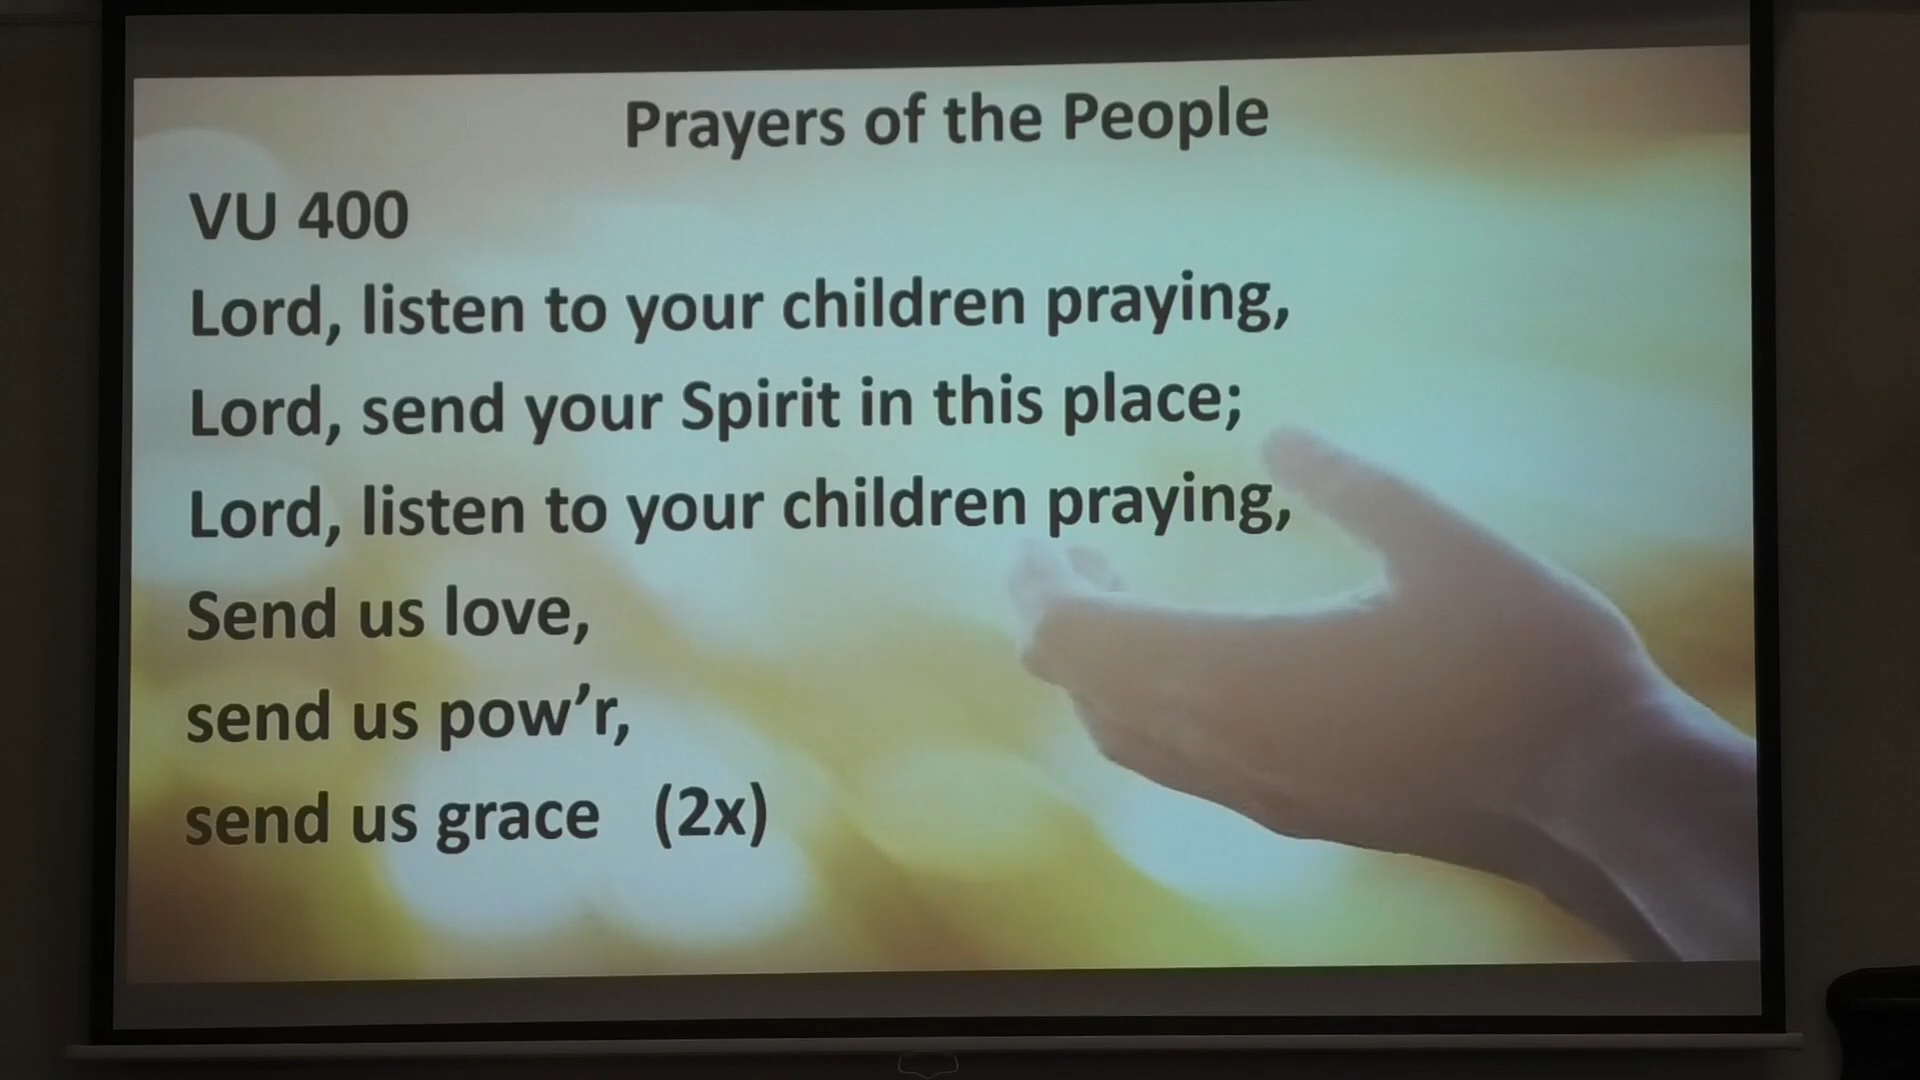 Prayers of the People
VU 400
Lord, listen to your children praying,
Lord, send your Spirit in this place;
Lord, listen to your children praying,
Send us love,
send us pow’r,
send us grace (2x)